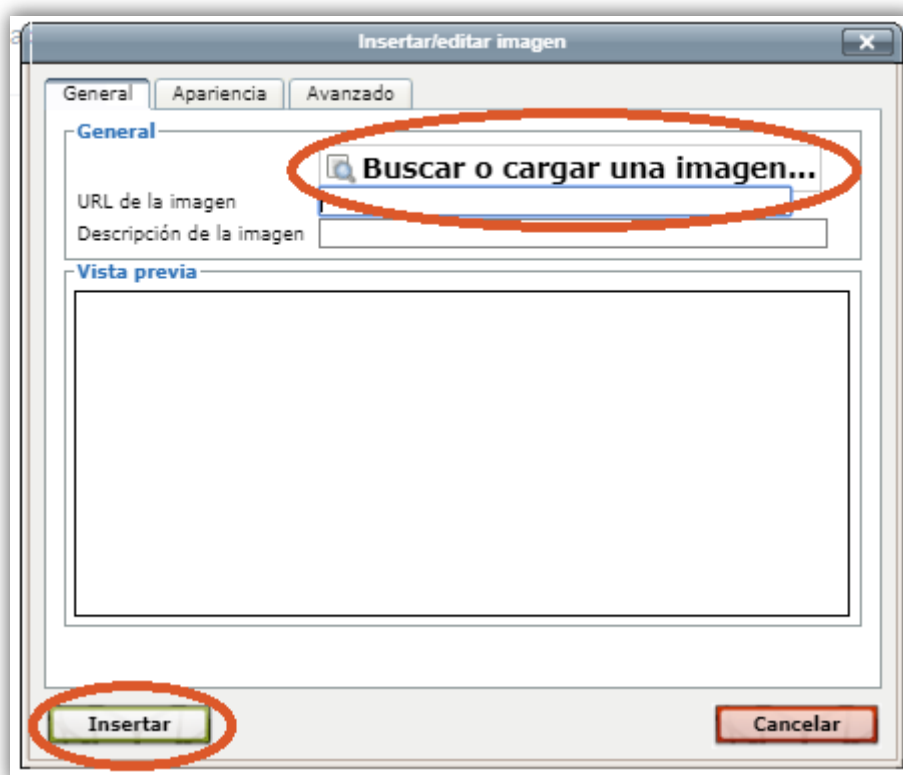 Insertar/editar imagen
General Apariencia Avanzado
General
Buscar o cargar una imagen...
URL de la imagen
Descripción de la imagen
Vista previa
Insertar Cancelar